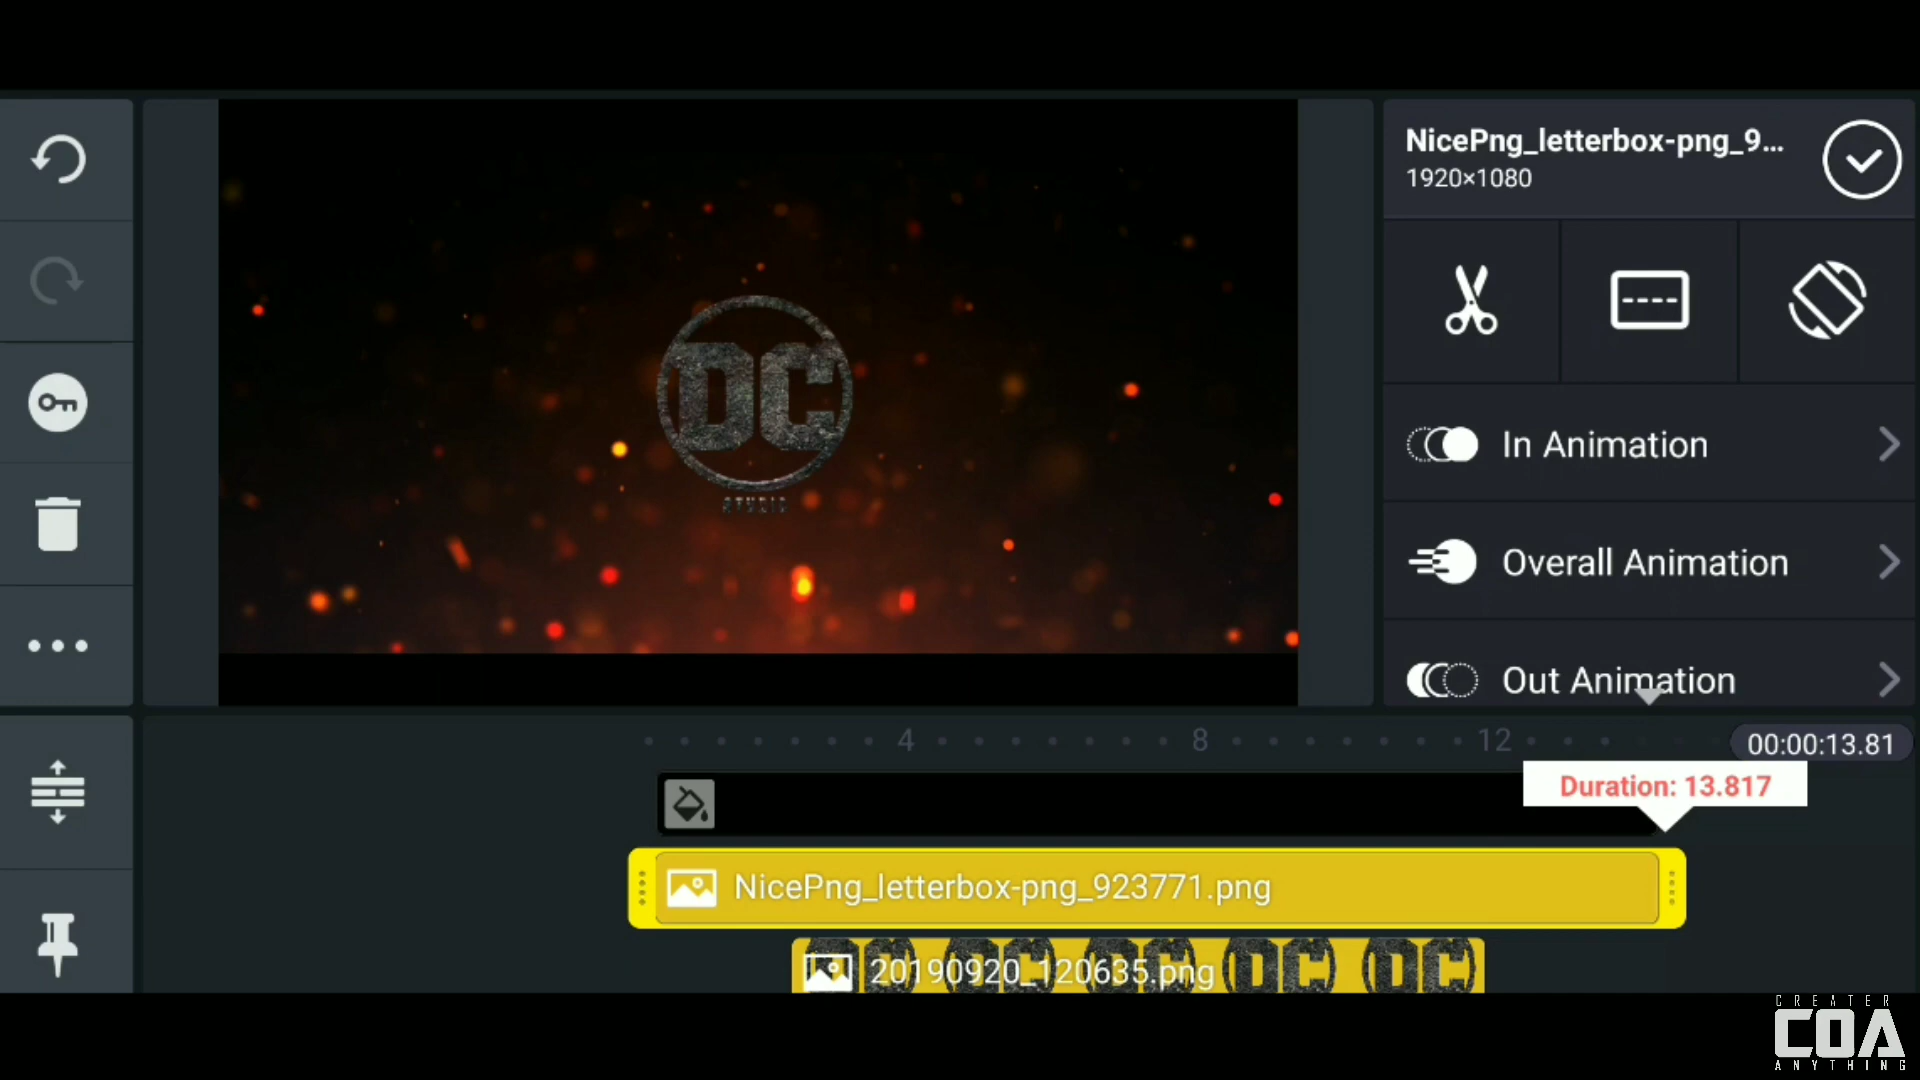 NicePng_letterbox-png_9...
1920×1080
DC
STUDIO
In Animation
Overall Animation
Out Animation
4 8 12
00:00:13.81
Duration: 13.817
NicePng_letterbox-png_923771.png
20190920_120635.png
CREATER
COA
ANYTHING